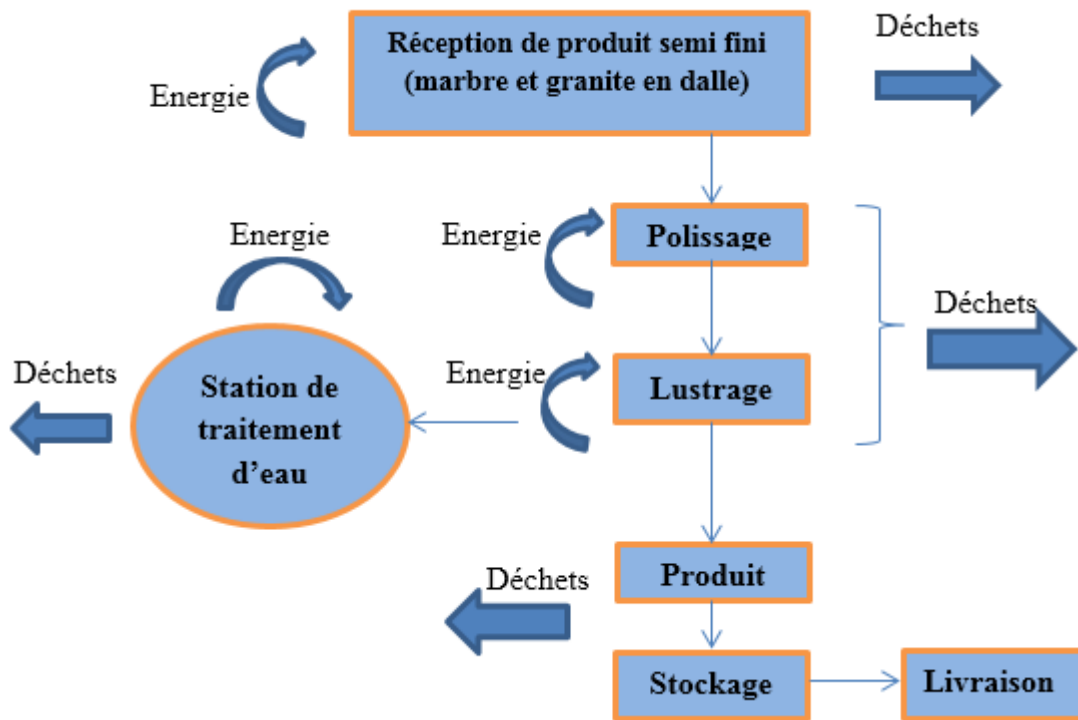 Réception de produit semi fini
(marbre et granite en dalle)
Déchets
Energie
Energie
Energie
Polissage
Déchets
Déchets
Station de
traitement
d’eau
Energie
Lustrage
Déchets
Produit
Stockage
Livraison